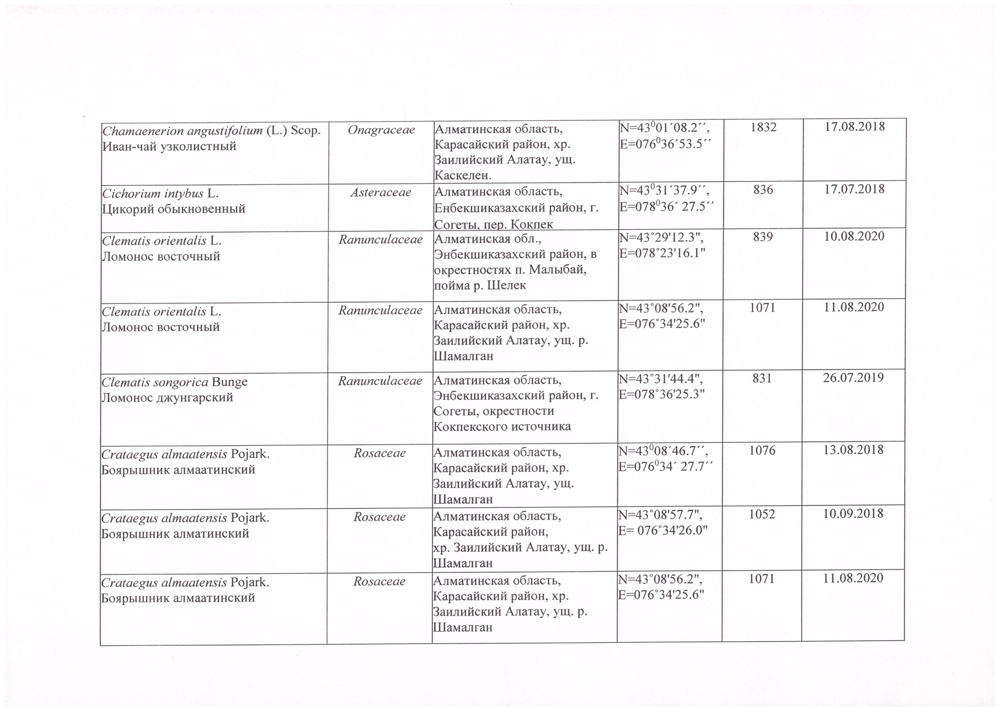 Chamaenerion angustifolium (L.) Scop.
Иван-чай узколистный
Onagraceae
Алматинская область,
Карасайский район, хр.
Заилийский Алатау, ущ.
Каскелен.
N=43⁰01´08.2´´,
E=076⁰36´53.5´´
1832
17.08.2018
Cichorium intybus L.
Цикорий обыкновенный
Asteraceae
Алматинская область,
Енбекшиказахский район, г.
Согеты, пер. Кокпек
N=43⁰31´37.9´´,
E=078⁰36´ 27.5´´
836
17.07.2018
Clematis orientalis L.
Ломонос восточный
Ranunculaceae
Алматинская обл.,
Энбекшиказахский район, в
окрестностях п. Малыбай,
пойма р. Шелек
N=43°29'12.3",
E=078°23'16.1"
839
10.08.2020
Clematis orientalis L.
Ломонос восточный
Ranunculaceae
Алматинская область,
Карасайский район, хр.
Заилийский Алатау, ущ. р.
Шамалган
N=43°08'56.2",
E=076°34'25.6"
1071
11.08.2020
Clematis songorica Bunge
Ломонос джунгарский
Ranunculaceae
Алматинская область,
Энбекшиказахский район, г.
Согеты, окрестности
Кокпекского источника
N=43°31'44.4",
E=078°36'25.3"
831
26.07.2019
Crataegus almaatensis Pojark.
Боярышник алмаатинский
Rosaceae
Алматинская область,
Карасайский район, хр.
Заилийский Алатау, ущ.
Шамалган
N=43⁰08´46.7´´,
E=076⁰34´ 27.7´´
1076
13.08.2018
Crataegus almaatensis Pojark.
Боярышник алматинский
Rosaceae
Алматинская область,
Карасайский район,
хр. Заилийский Алатау, ущ. р.
Шамалган
N=43°08'57.7",
E= 076°34'26.0"
1052
10.09.2018
Crataegus almaatensis Pojark.
Боярышник алмаатинский
Rosaceae
Алматинская область,
Карасайский район, хр.
Заилийский Алатау, ущ. р.
Шамалган
N=43°08'56.2",
E=076°34'25.6"
1071
11.08.2020